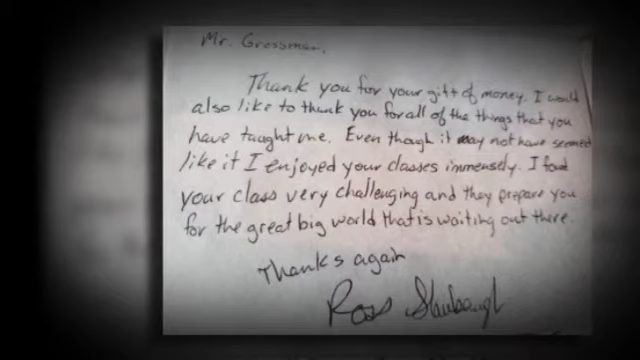 Mr. Grossman,
Thank you for your gift of money. I would
also like to thank you for all of the things that you
have taught me. Even though it may not have seemed
like it I enjoyed your classes immensely. I
your class very challenging and they prepare you
for the great big world that is waiting out there.
Thanks again
Ross